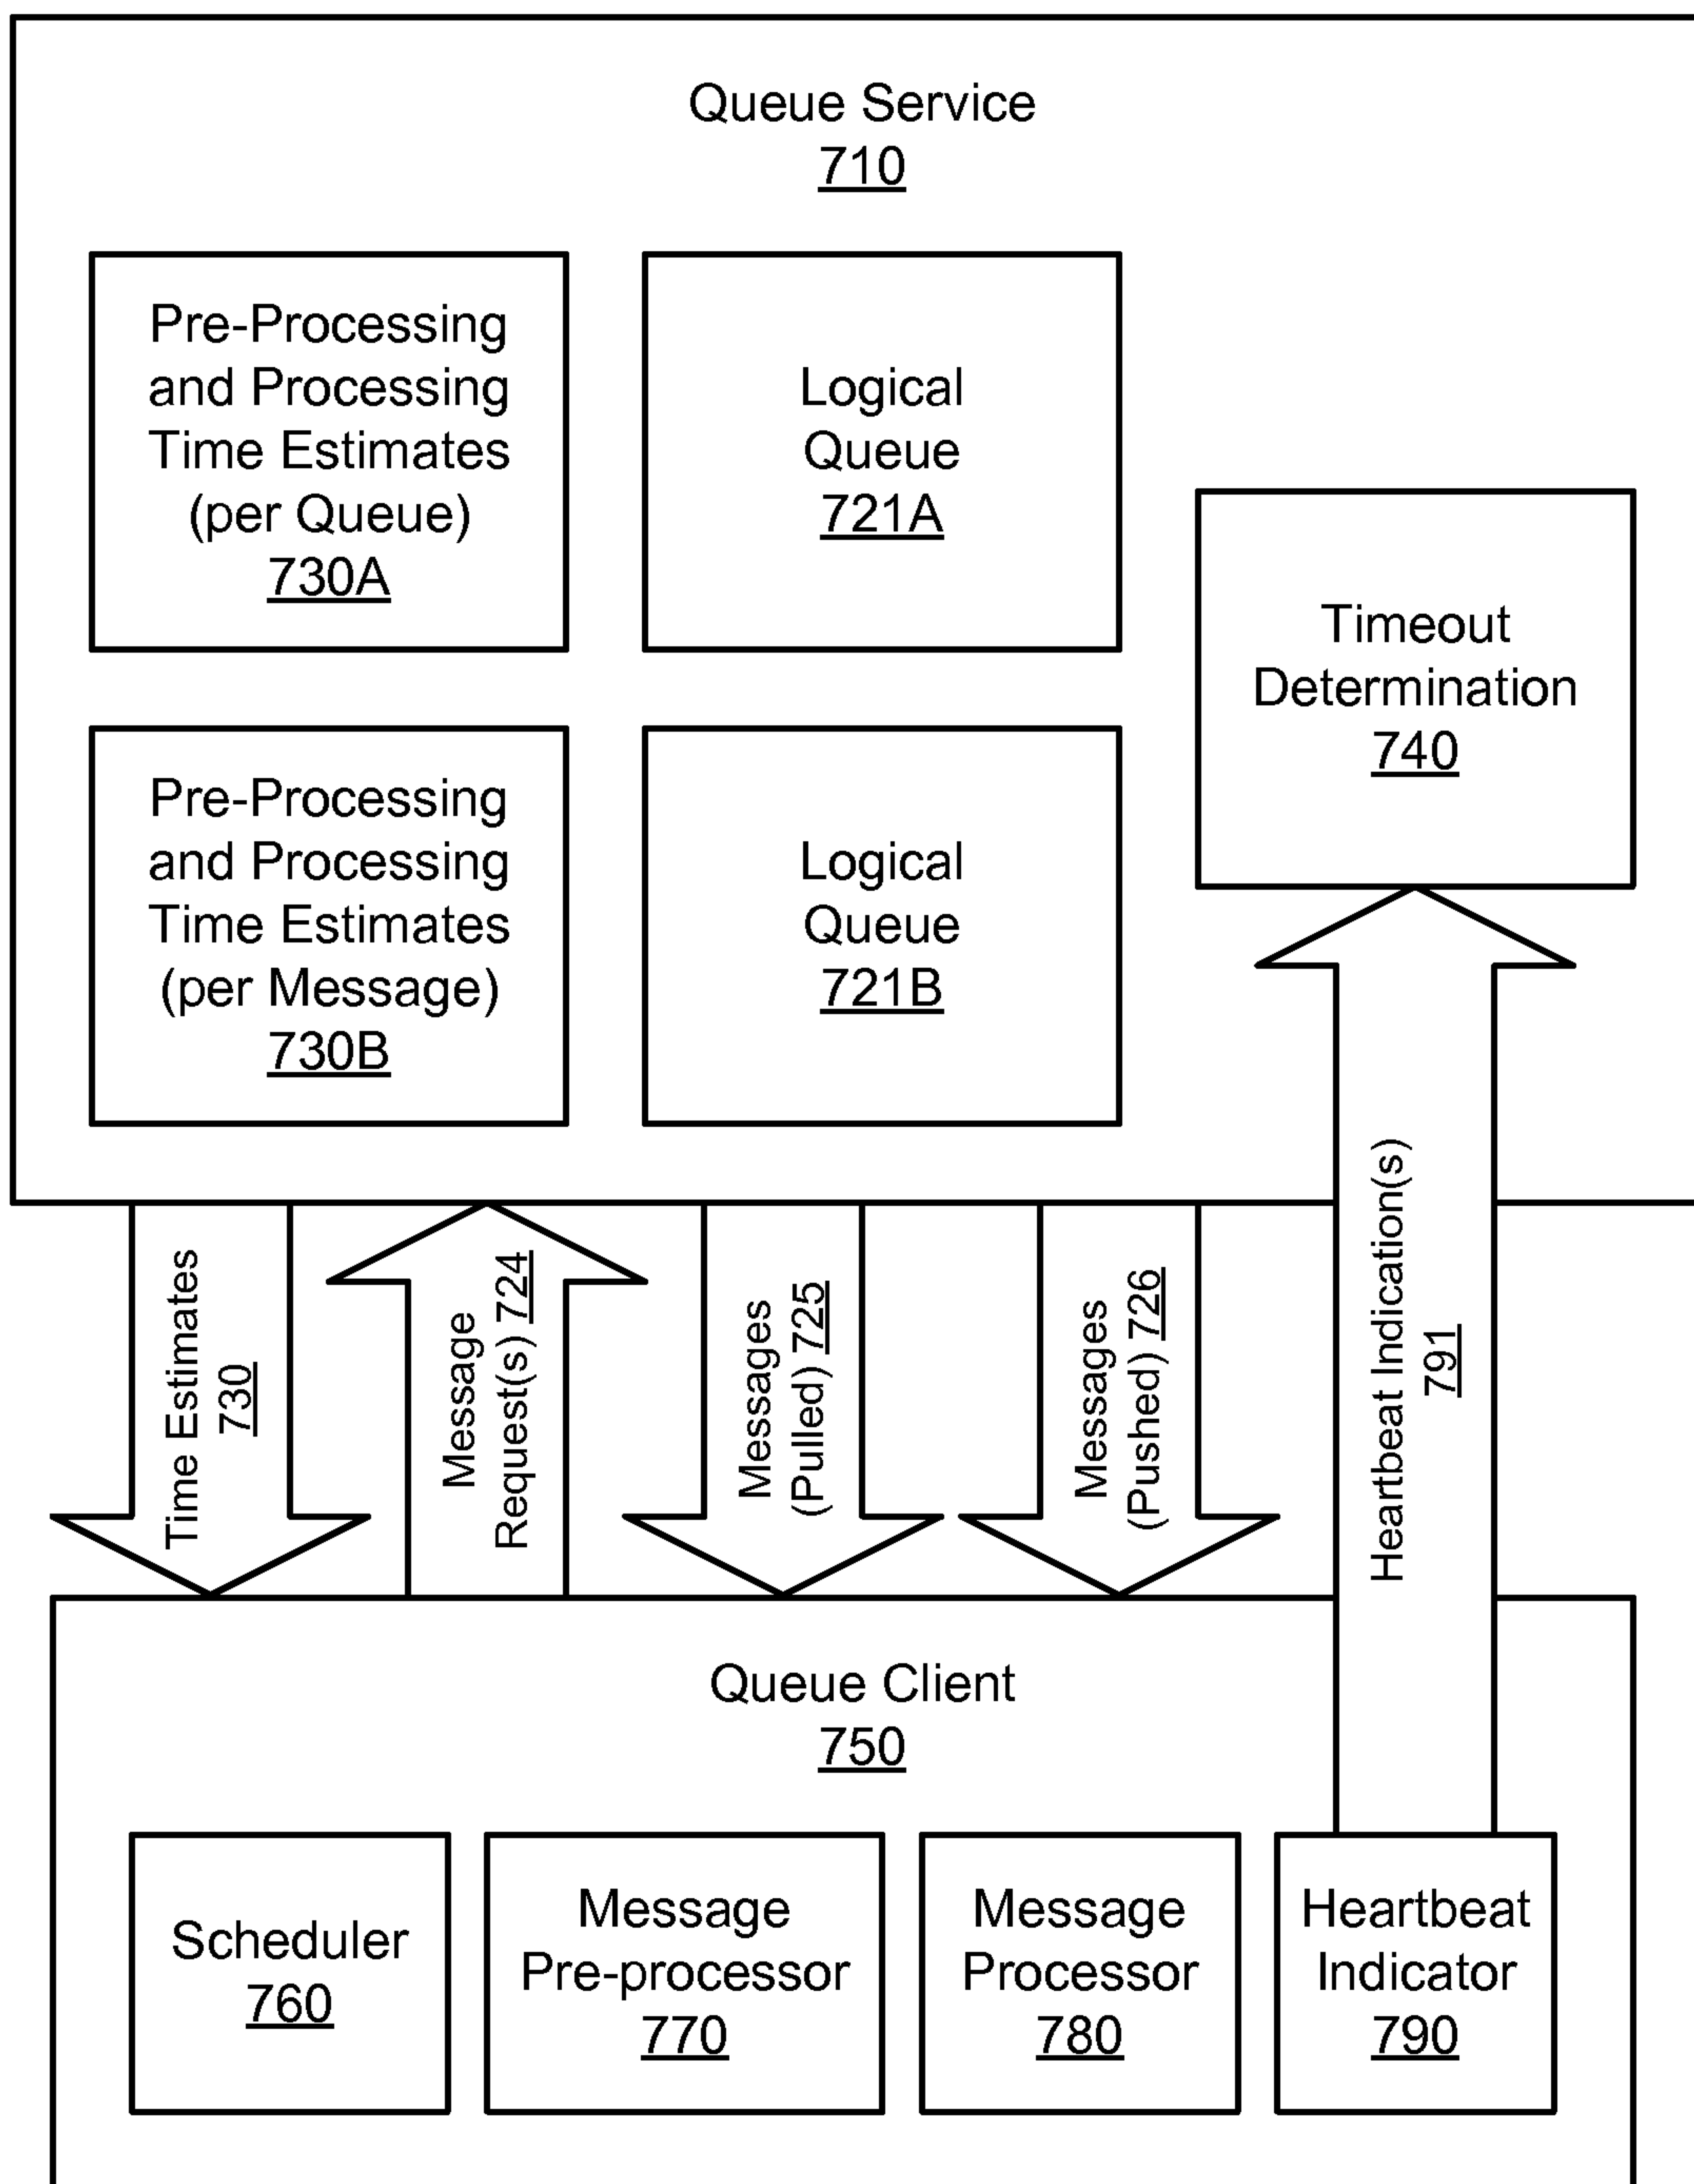 Queue Service
710
Pre-Processing
and Processing
Time Estimates
(per Queue)
730A
Logical
Queue
721A
Timeout
Determination
740
Pre-Processing
and Processing
Time Estimates
(per Message)
730B
Logical
Queue
721B
Time Estimates
730
Message
Request(s) 724
Messages
(Pulled) 725
Messages
(Pushed) 726
Heartbeat Indication(s)
791
Queue Client
750
Scheduler
760
Message
Pre-processor
770
Message
Processor
780
Heartbeat
Indicator
790